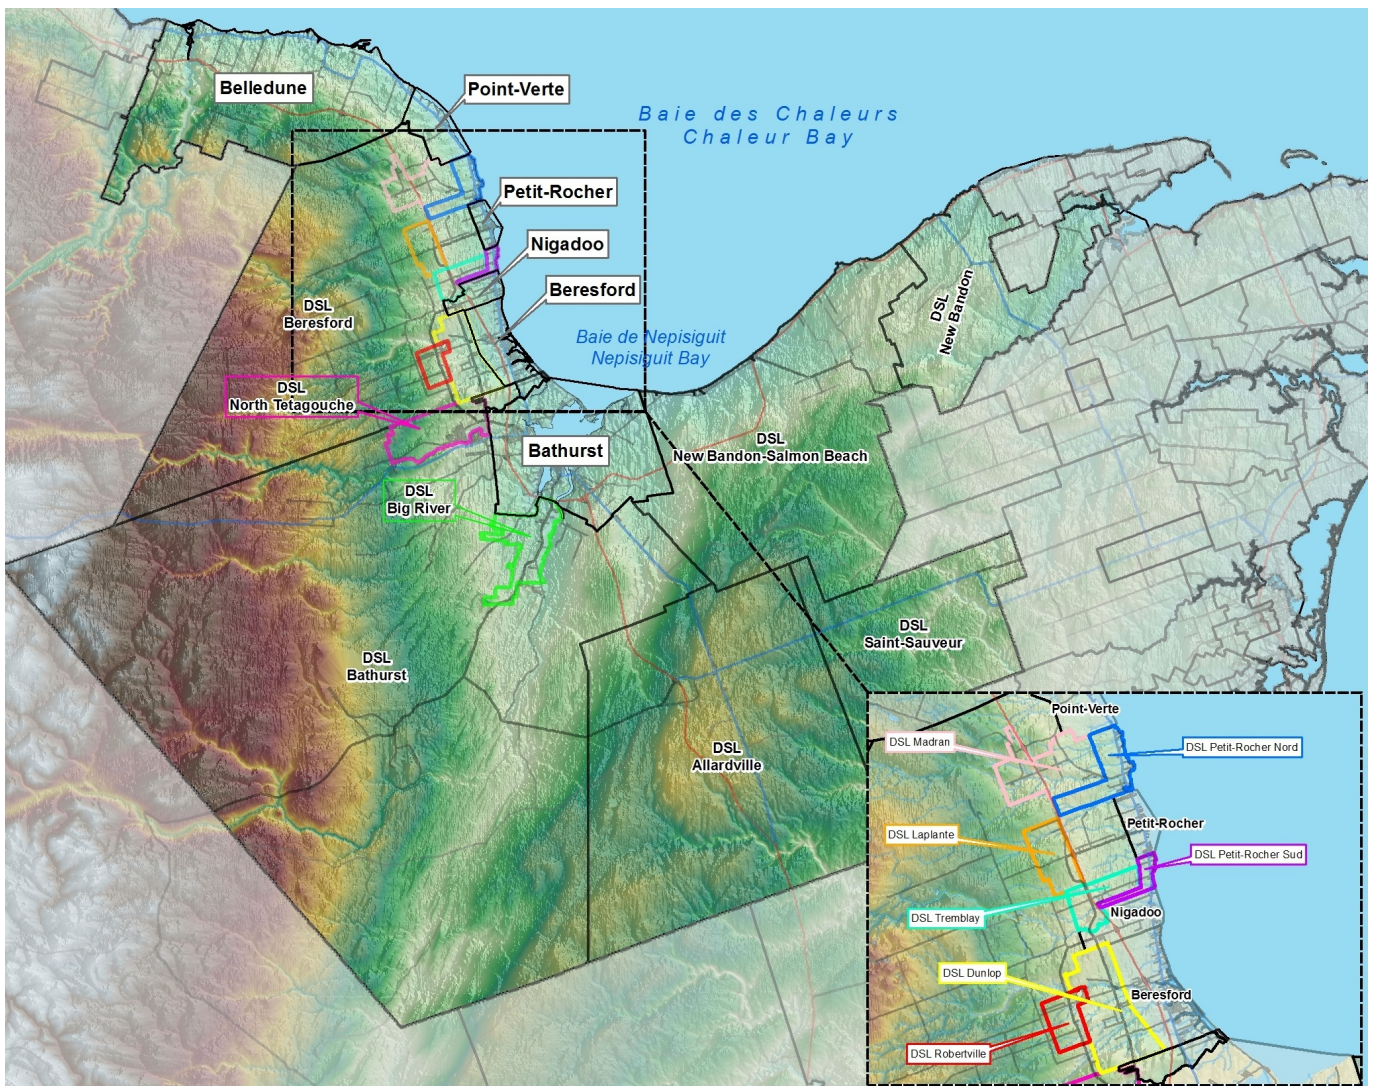 Belledune
Point-Verte
Baie des Chaleurs
Chaleur Bay
Petit-Rocher
Nigadoo
Beresford
DSL
Beresford
DSL
New Bandon
Baie de Nepisiguit
Nepisiguit Bay
DSL
North Tetagouche
Bathurst
DSL
New Bandon-Salmon Beach
DSL
Big River
DSL
Saint-Sauveur
DSL
Bathurst
DSL
Allardville
Point-Verte
DSL Madran
DSL Petit-Rocher Nord
Petit-Rocher
DSL Laplante
DSL Petit-Rocher Sud
DSL Tremblay
Nigadoo
DSL Dunlop
Beresford
DSL Robertville